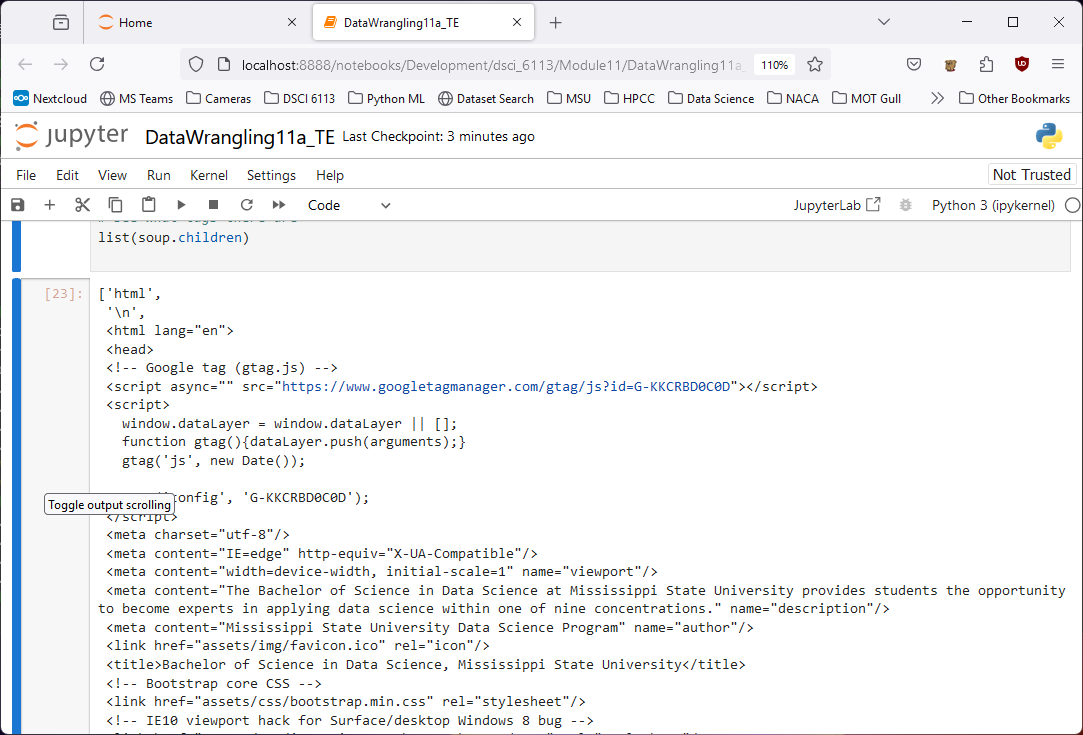 Home
DataWrangling11a_TE
localhost:8888/notebooks/Development/dsci_6113/Module11/DataWrangling11a_
110%
Nextcloud
MS Teams
Cameras
DSCI 6113
Python ML
Dataset Search
MSU
HPCC
Data Science
NACA
MOT Gull
Other Bookmarks
jupyter DataWrangling11a_TE Last Checkpoint: 3 minutes ago
File Edit View Run Kernel Settings Help
Not Trusted
Code
JupyterLab
Python 3 (ipykernel)
list(soup.children)
[23]: ['html',
'\n',
<html lang="en">
<head>
<!-- Google tag (gtag.js) -->
<script async="" src="https://www.googletagmanager.com/gtag/js?id=G-KKCRBD0C0D"></script>
<script>
window.dataLayer = window.dataLayer || [];
function gtag(){dataLayer.push(arguments);}
gtag('js', new Date());
config', 'G-KKCRBD0C0D');
Toggle output scrolling
</script>
<meta charset="utf-8"/>
<meta content="IE=edge" http-equiv="X-UA-Compatible"/>
<meta content="width=device-width, initial-scale=1" name="viewport"/>
<meta content="The Bachelor of Science in Data Science at Mississippi State University provides students the opportunity
to become experts in applying data science within one of nine concentrations." name="description"/>
<meta content="Mississippi State University Data Science Program" name="author"/>
<link href="assets/img/favicon.ico" rel="icon"/>
<title>Bachelor of Science in Data Science, Mississippi State University</title>
<!-- Bootstrap core CSS -->
<link href="assets/css/bootstrap.min.css" rel="stylesheet"/>
<!-- IE10 viewport hack for Surface/desktop Windows 8 bug -->